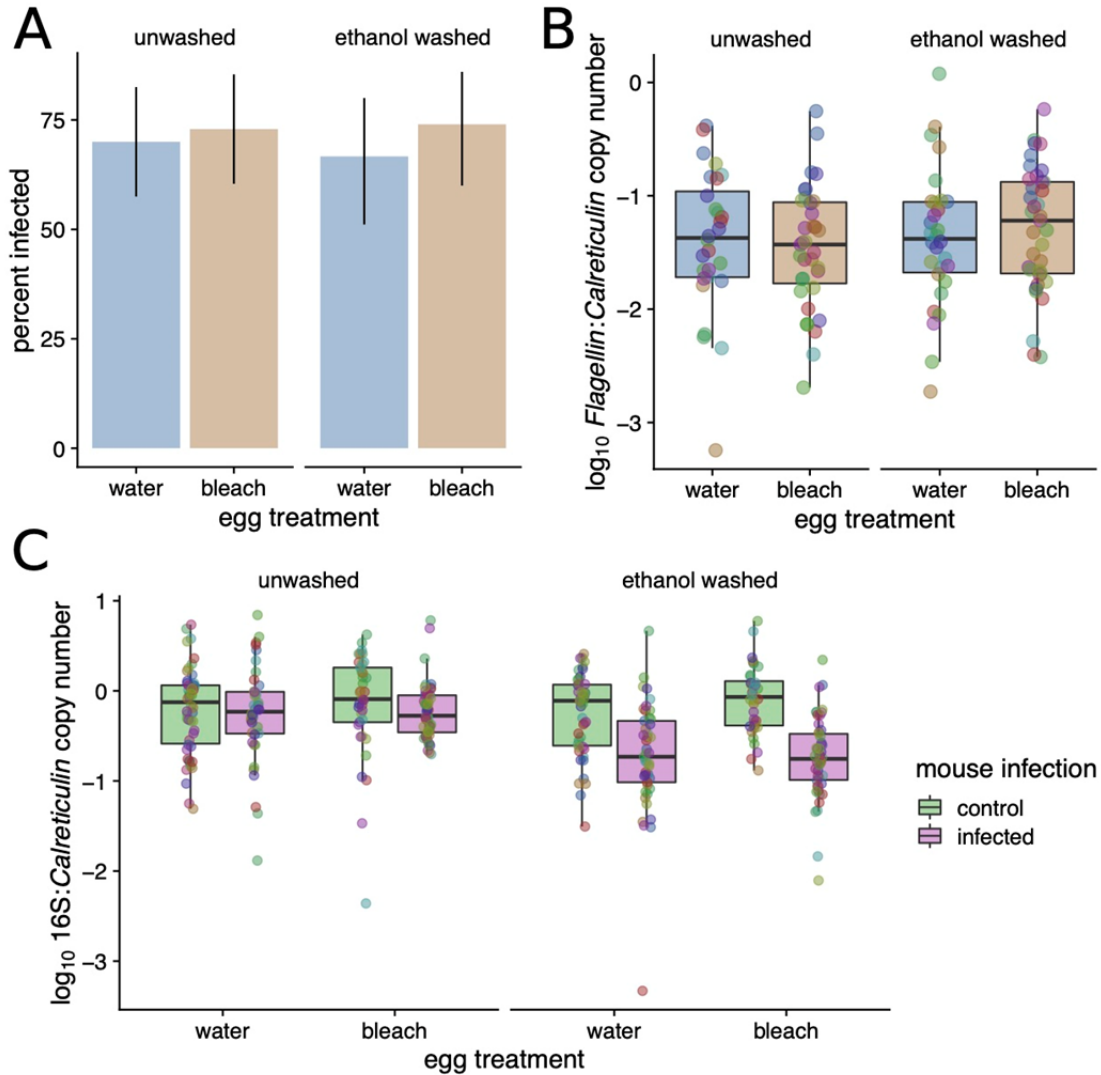 A
unwashed
ethanol washed
percent infected
75
50
25
0
water
bleach
water
bleach
egg treatment
B
unwashed
ethanol washed
log₁₀ Flagellin:Calreticulin copy number
0
−1
−2
−3
water
bleach
water
bleach
egg treatment
C
unwashed
ethanol washed
log₁₀ 16S:Calreticulin copy number
1
0
−1
−2
−3
water
bleach
water
bleach
egg treatment
mouse infection
control
infected